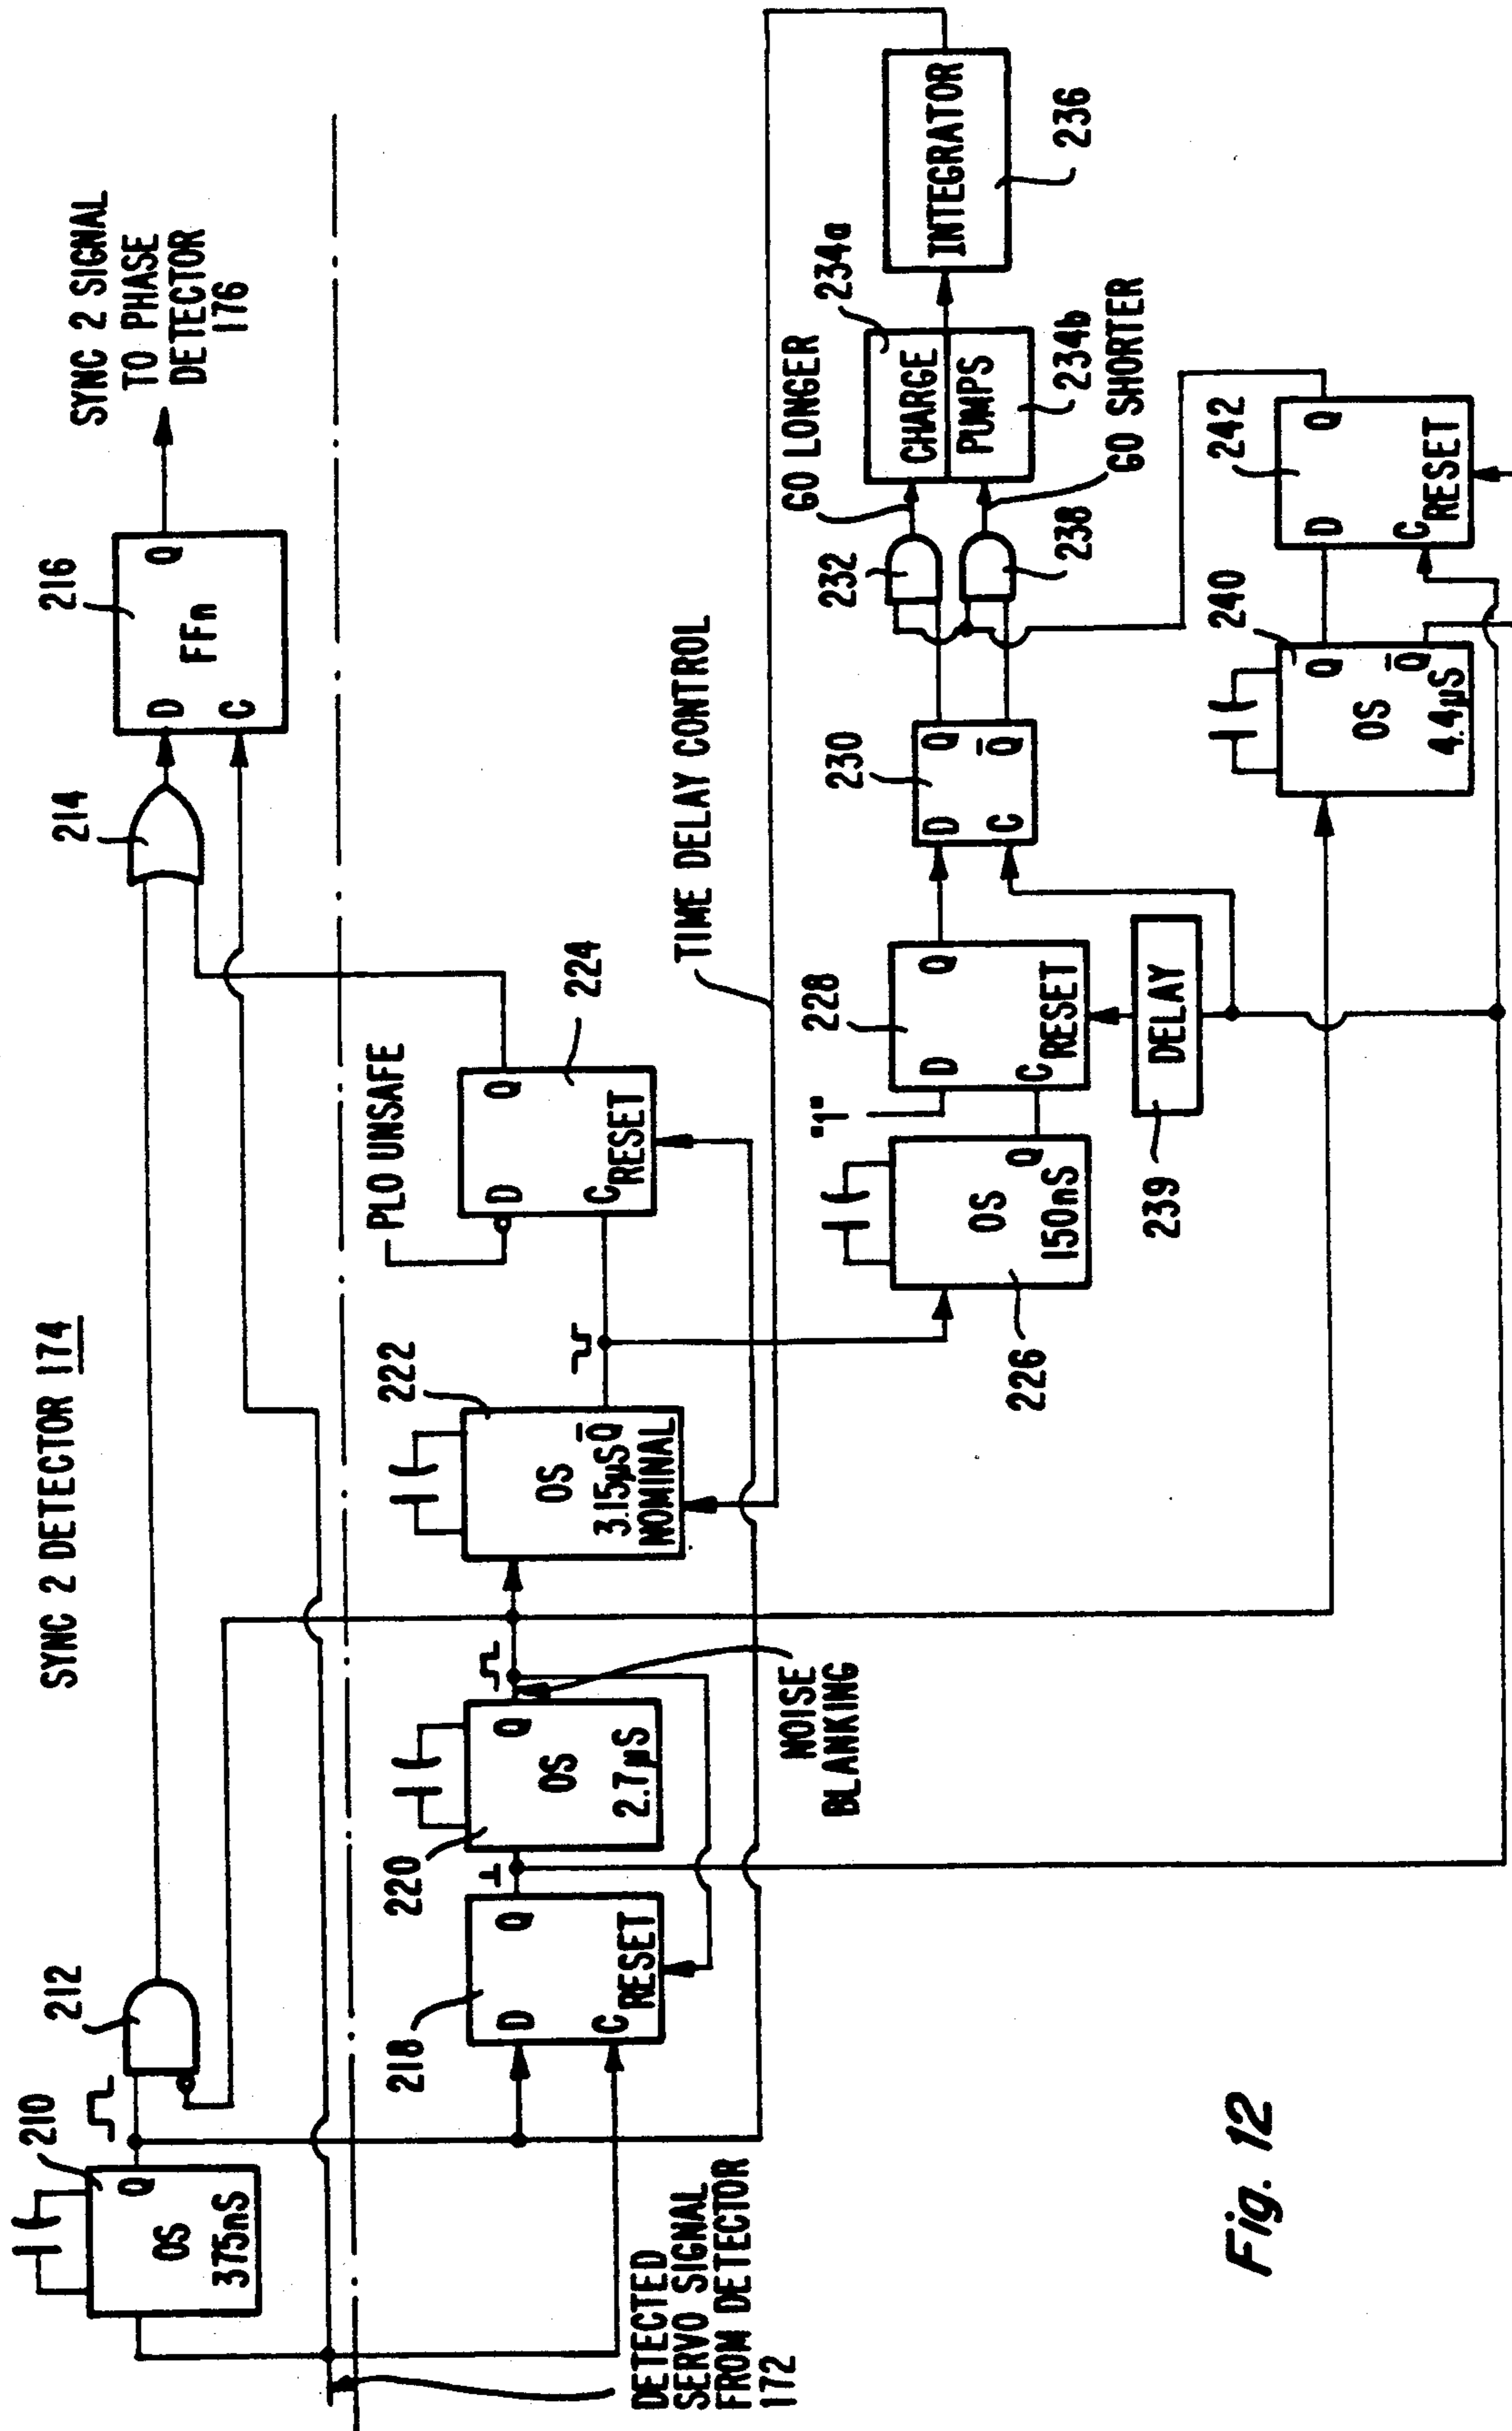 SYNC 2 DETECTOR 174
210
OS
375nS
Q
212
214
216
D
C
FFn
Q
SYNC 2 SIGNAL
TO PHASE
DETECTOR
176
DETECTED
SERVO SIGNAL
FROM DETECTOR
172
218
D
C
RESET
Q
220
OS
2.7µS
Q
NOISE
BLANKING
222
OS
3.15µS Q̅
NOMINAL
PLO UNSAFE
224
D
C
RESET
Q
TIME DELAY CONTROL
226
OS
150nS
Q
"1"
228
D
C
RESET
Q
DELAY
239
230
D
C
Q
Q̅
232
238
GO LONGER
GO SHORTER
234a
CHARGE
PUMPS
234b
INTEGRATOR
236
240
OS
4.4µS
Q
Q̅
242
D
C
RESET
Q
Fig. 12